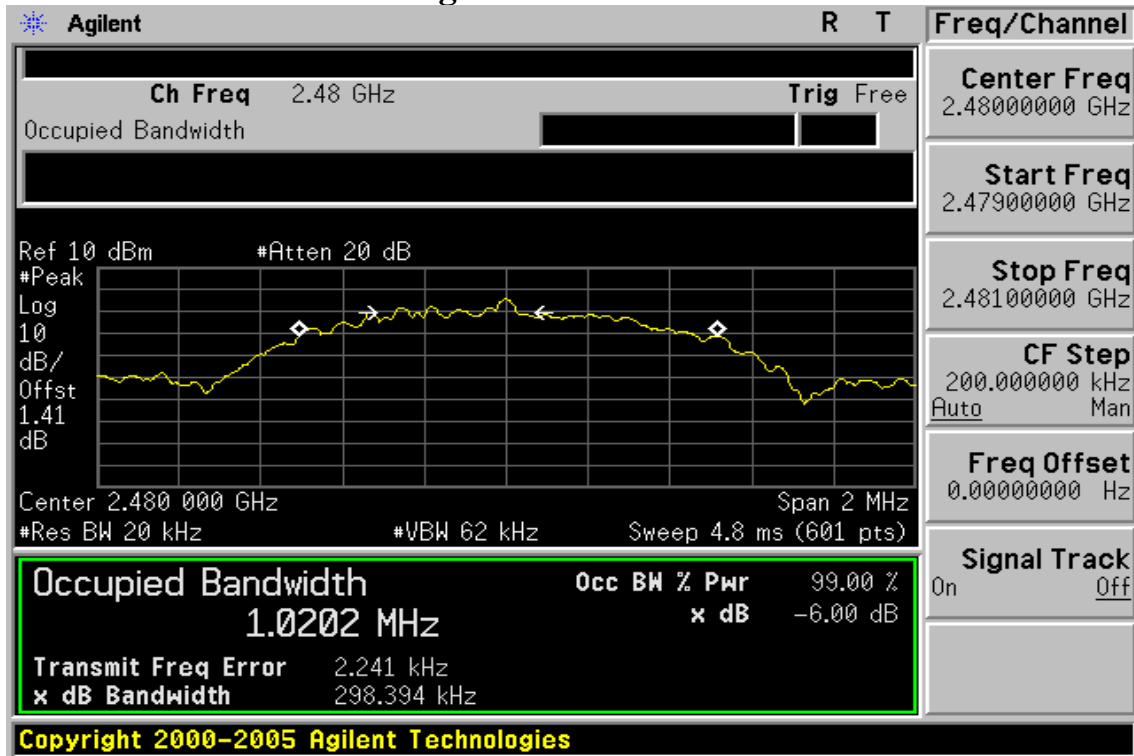 Agilent R T
Freq/Channel
Ch Freq 2.48 GHz Trig Free
Occupied Bandwidth
Center Freq
2.48000000 GHz
Start Freq
2.47900000 GHz
Stop Freq
2.48100000 GHz
CF Step
200.000000 kHz
Auto Man
Freq Offset
0.00000000 Hz
Signal Track
On Off
Ref 10 dBm #Atten 20 dB
#Peak
Log
10
dB/
Offst
1.41
dB
Center 2.480 000 GHz Span 2 MHz
#Res BW 20 kHz #VBW 62 kHz Sweep 4.8 ms (601 pts)
Occupied Bandwidth Occ BW % Pwr 99.00 %
1.0202 MHz x dB -6.00 dB
Transmit Freq Error 2.241 kHz
x dB Bandwidth 298.394 kHz
Copyright 2000-2005 Agilent Technologies